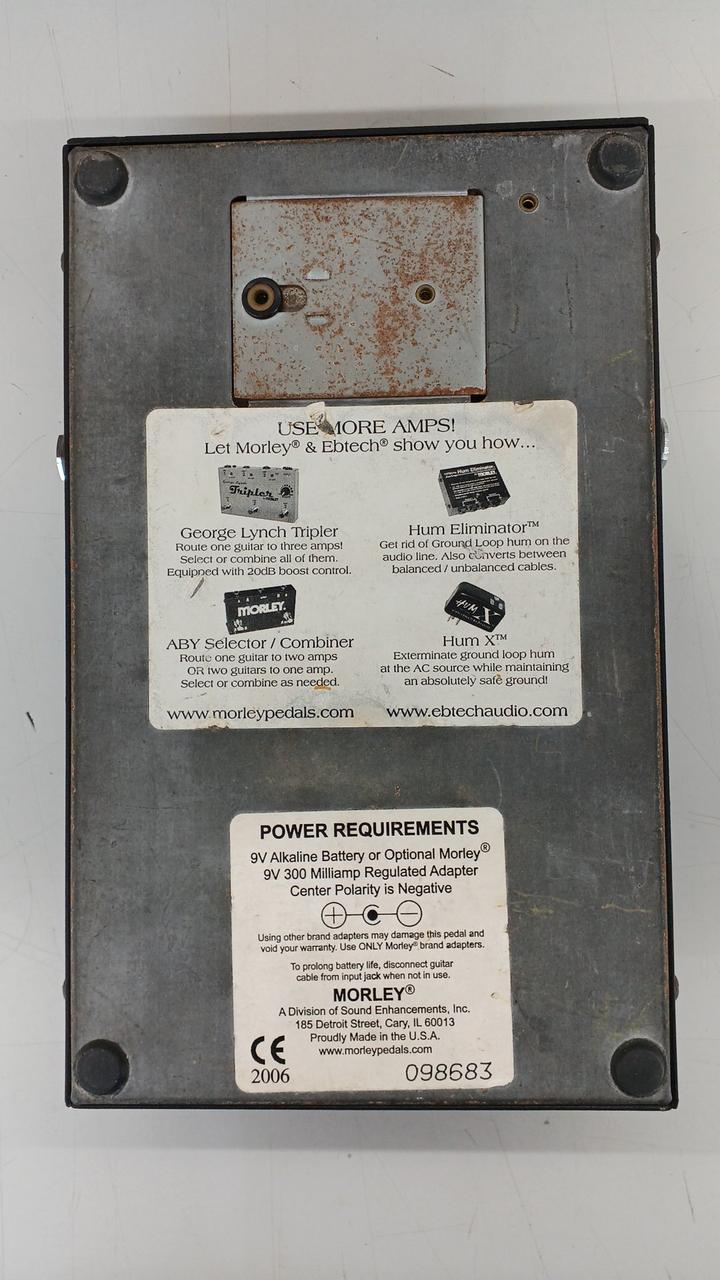 USE MORE AMPS!
Let Morley® & Ebtech® show you how...
Tripler
Hum Eliminator
George Lynch Tripler
Route one guitar to three amps!
Select or combine all of them.
Equipped with 20dB boost control.
Hum Eliminator™
Get rid of Ground Loop hum on the
audio line. Also converts between
balanced / unbalanced cables.
MORLEY
HUM X
ABY Selector / Combiner
Route one guitar to two amps
OR two guitars to one amp.
Select or combine as needed.
Hum X™
Exterminate ground loop hum
at the AC source while maintaining
an absolutely safe ground!
www.morleypedals.com
www.ebtechaudio.com
POWER REQUIREMENTS
9V Alkaline Battery or Optional Morley®
9V 300 Milliamp Regulated Adapter
Center Polarity is Negative
Using other brand adapters may damage this pedal and
void your warranty. Use ONLY Morley® brand adapters.
To prolong battery life, disconnect guitar
cable from input jack when not in use.
MORLEY®
A Division of Sound Enhancements, Inc.
185 Detroit Street, Cary, IL 60013
Proudly Made in the U.S.A.
www.morleypedals.com
CE
2006
098683